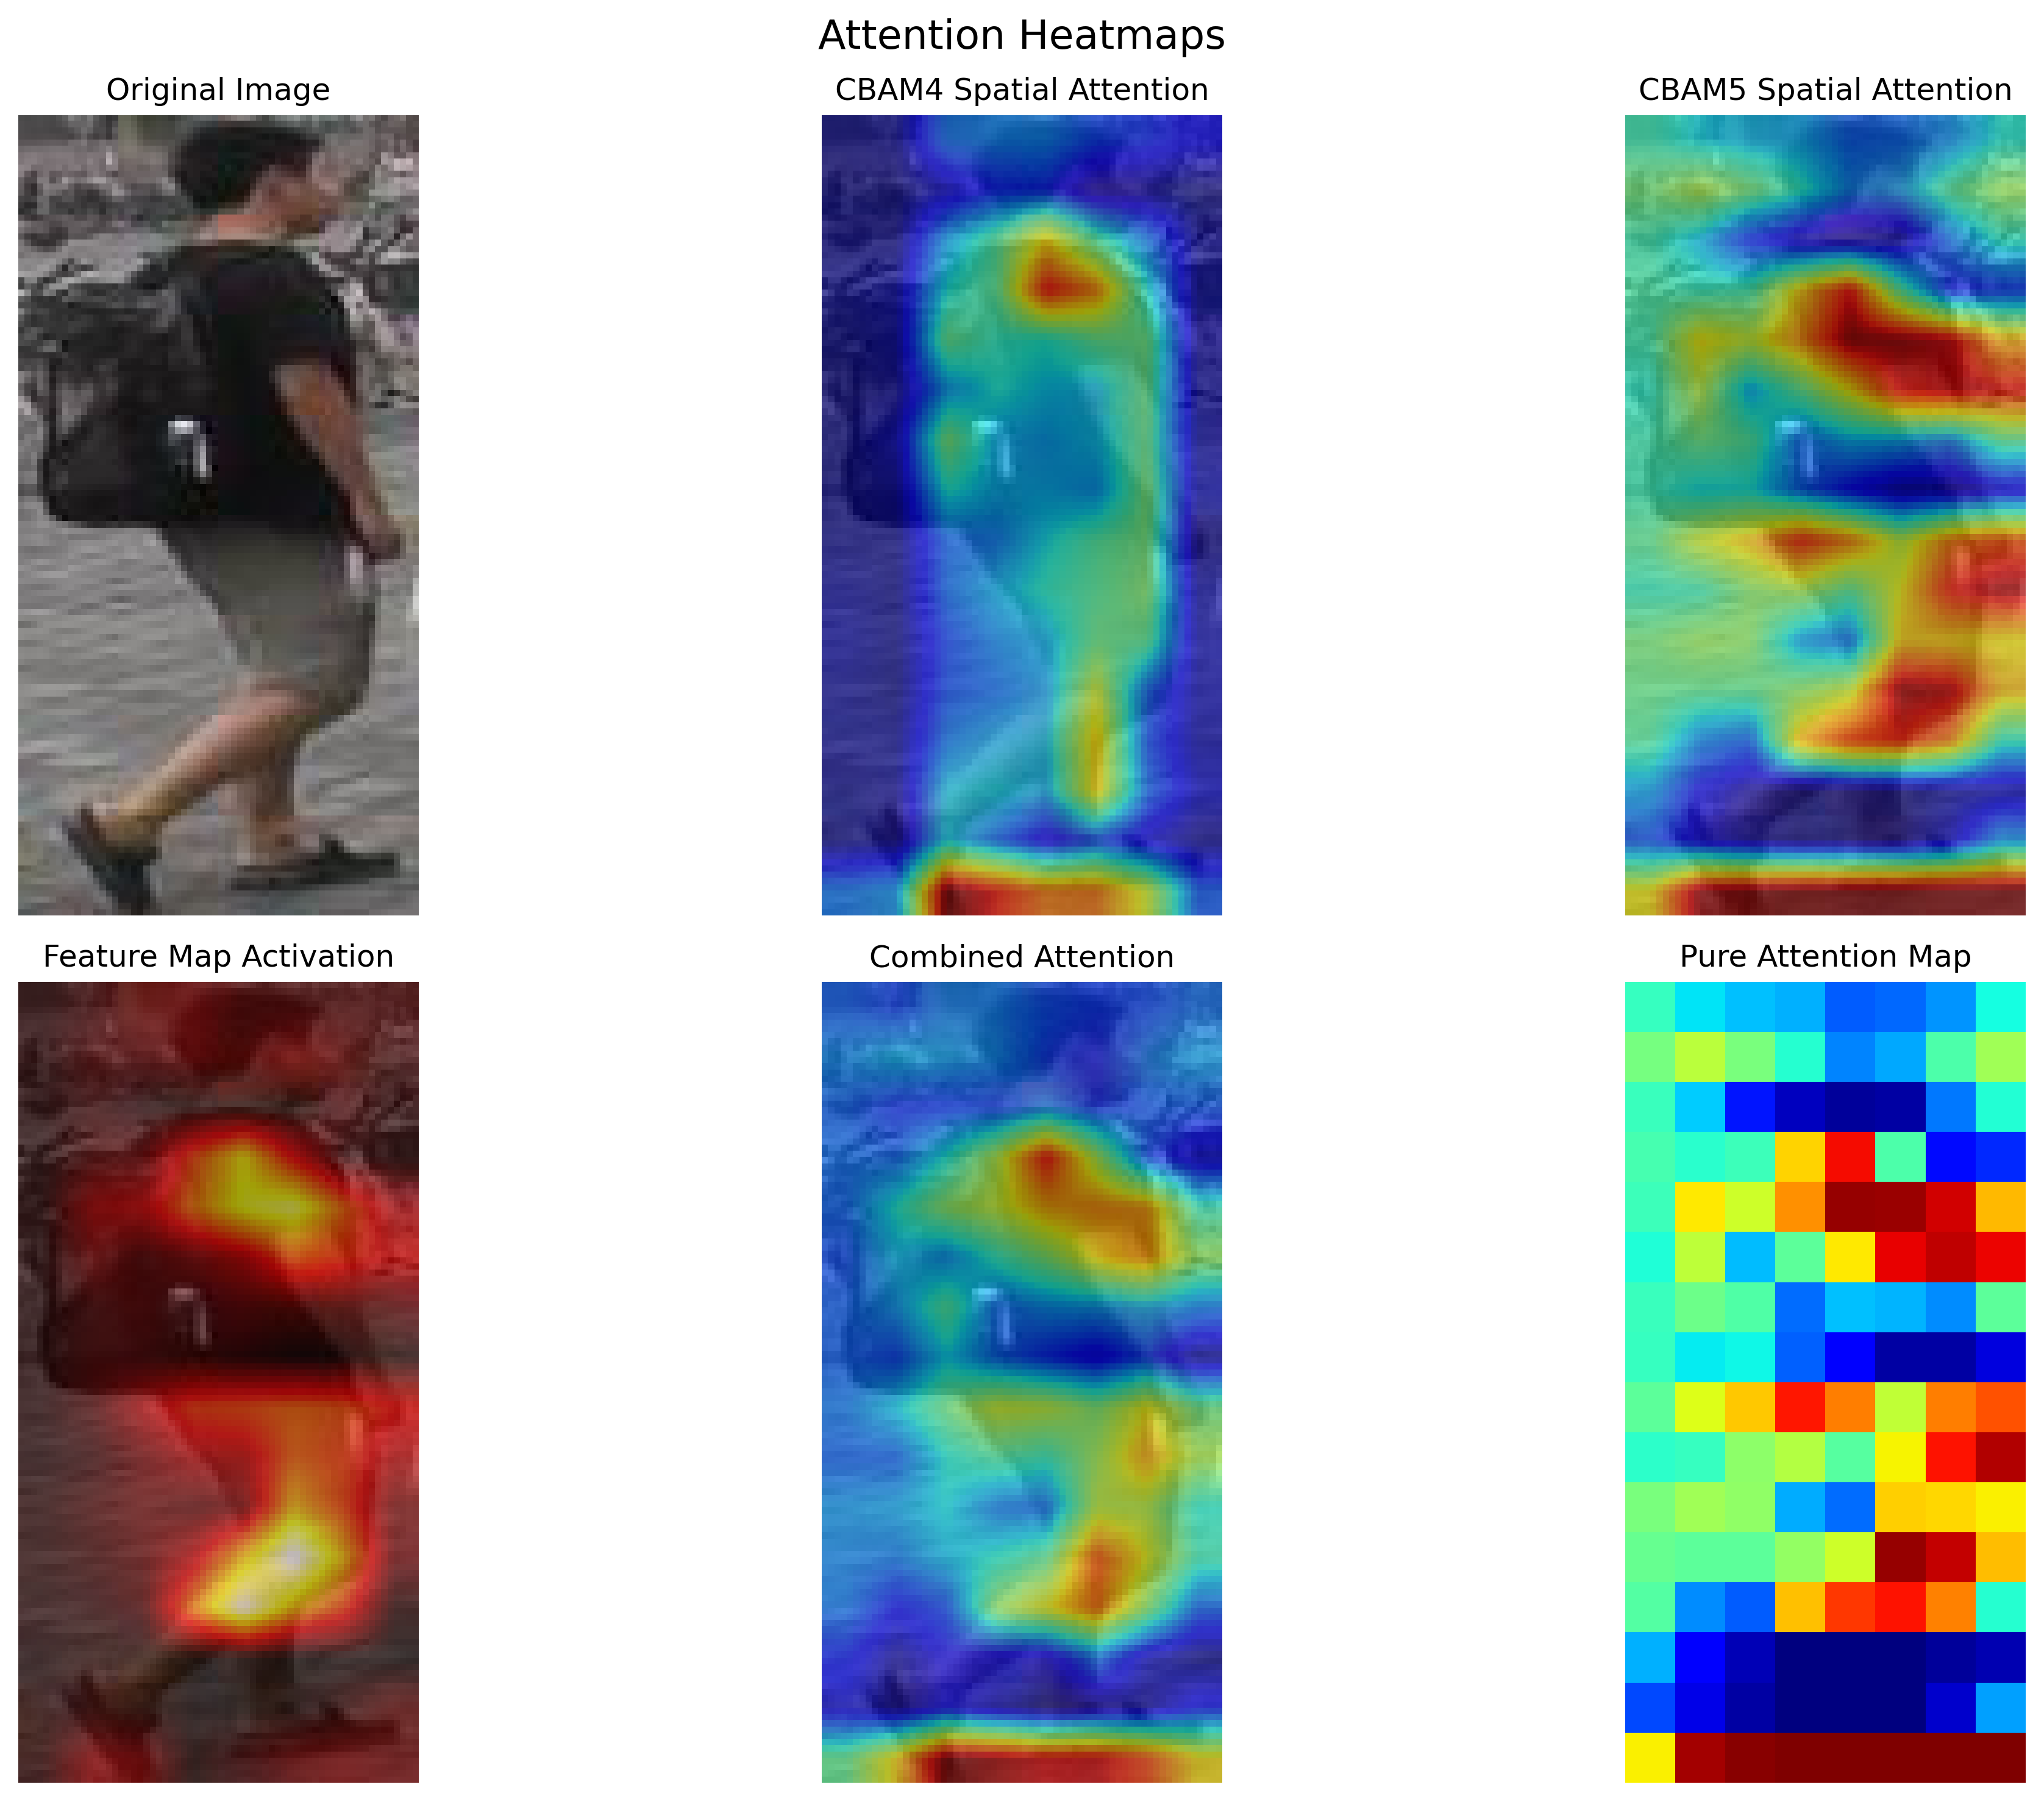 Attention Heatmaps
Original Image
CBAM4 Spatial Attention
CBAM5 Spatial Attention
Feature Map Activation
Combined Attention
Pure Attention Map